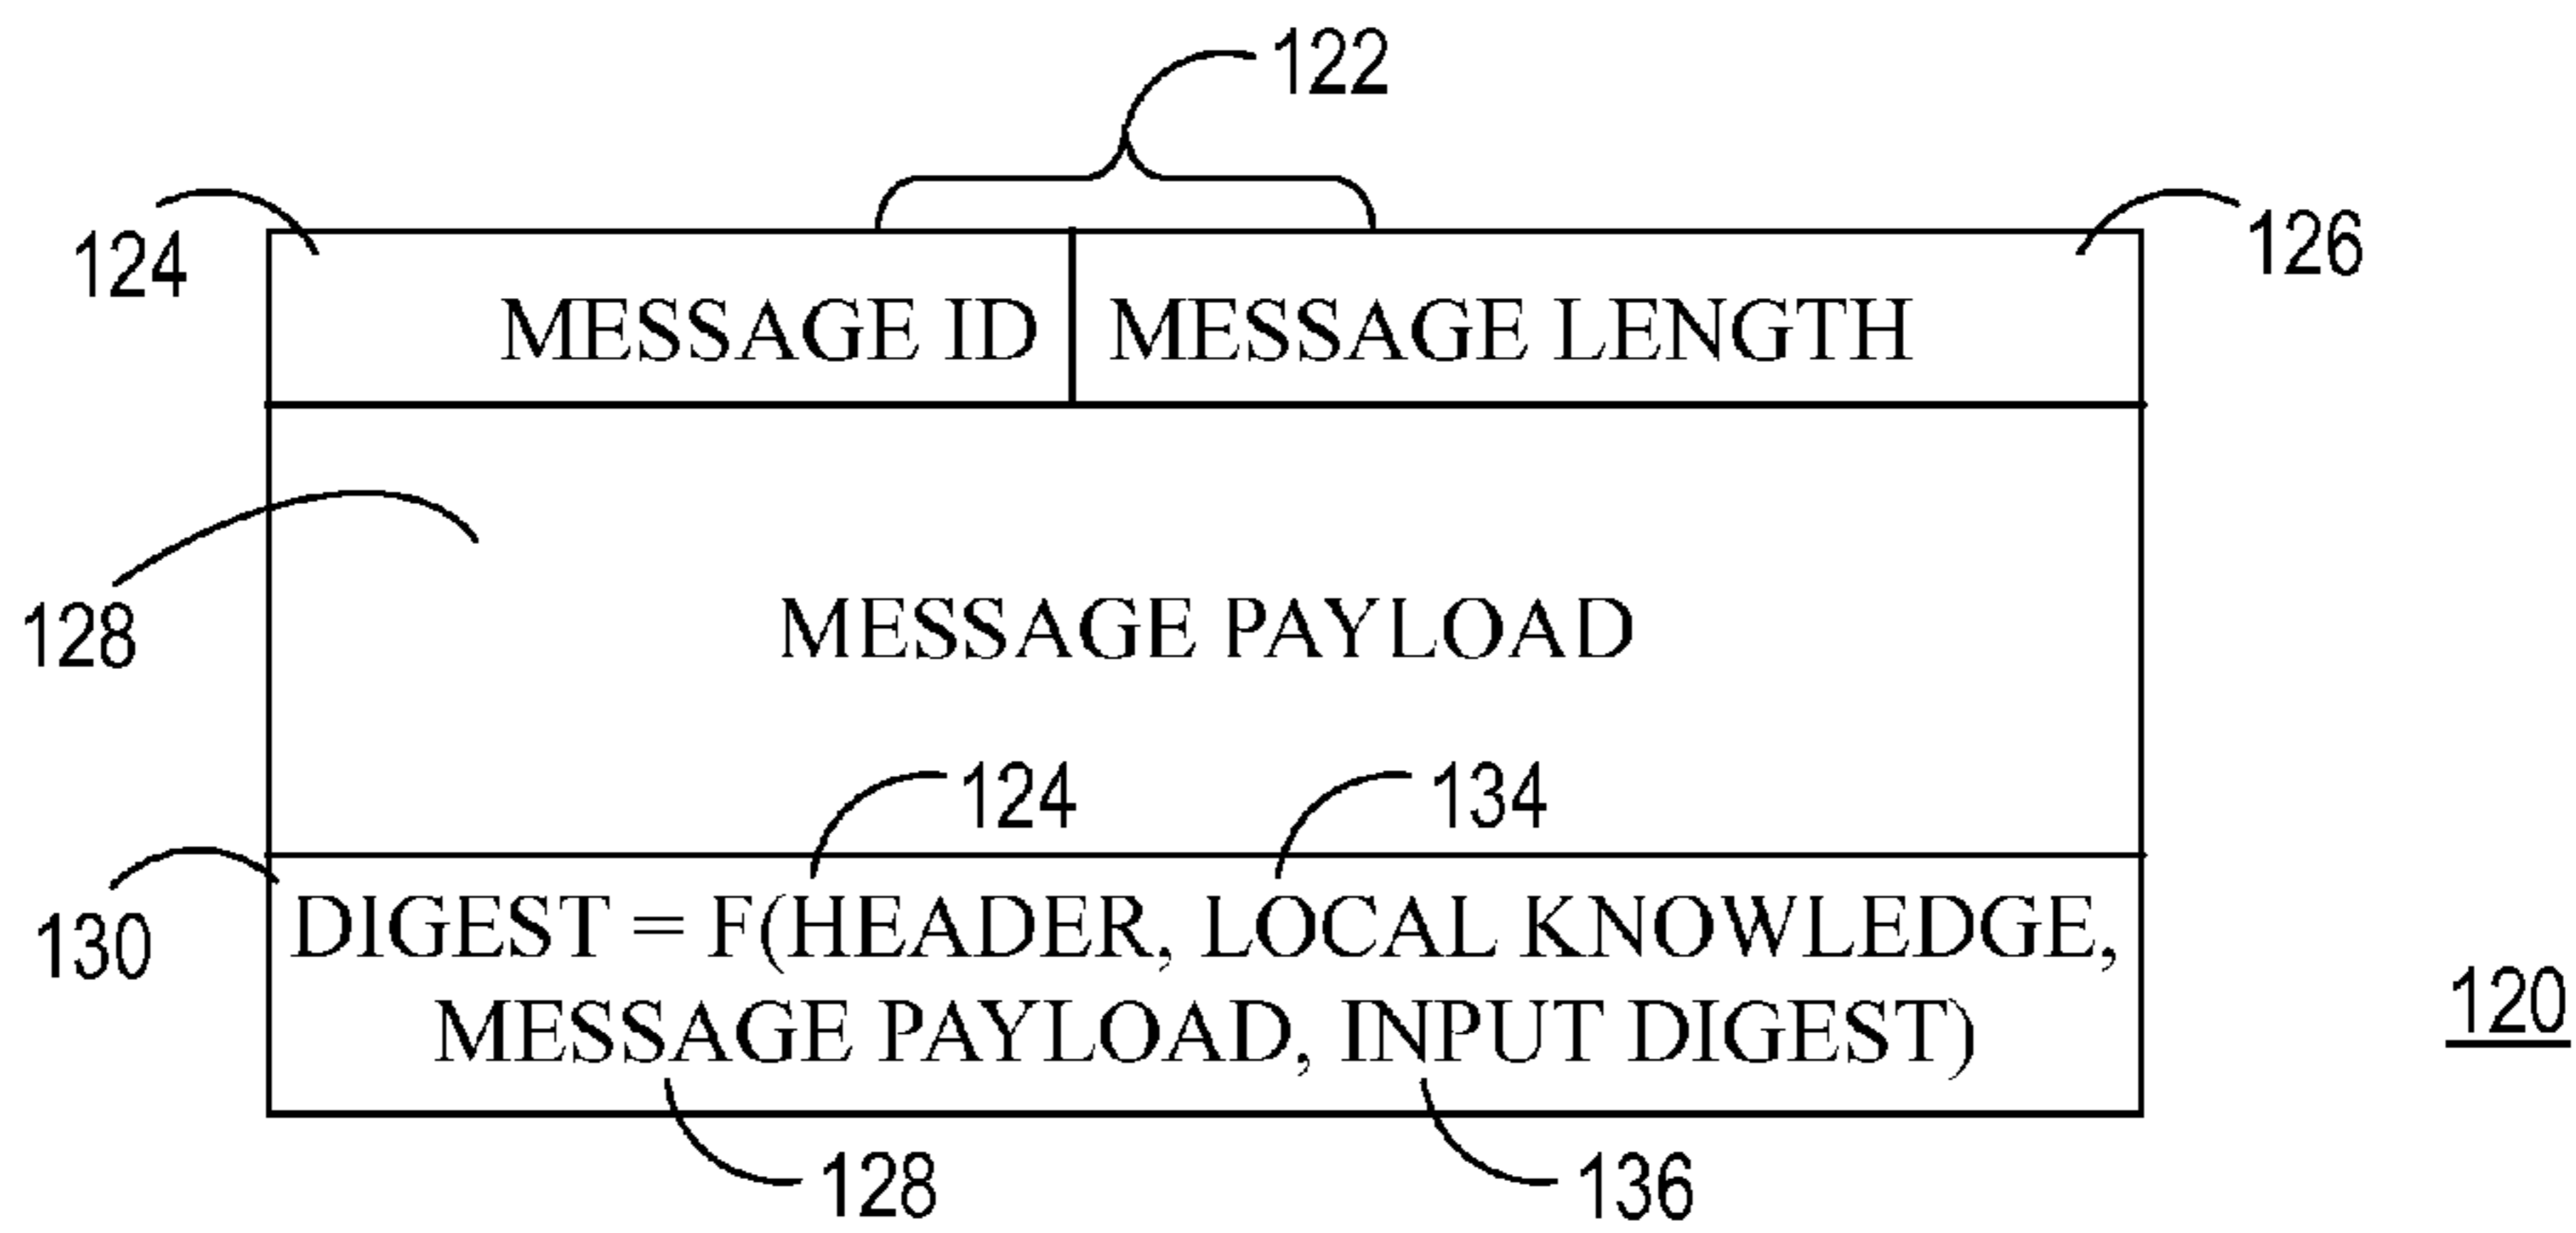 122
124
126
MESSAGE ID
MESSAGE LENGTH
128
MESSAGE PAYLOAD
124
134
130
DIGEST = F(HEADER, LOCAL KNOWLEDGE,
MESSAGE PAYLOAD, INPUT DIGEST)
120
128
136